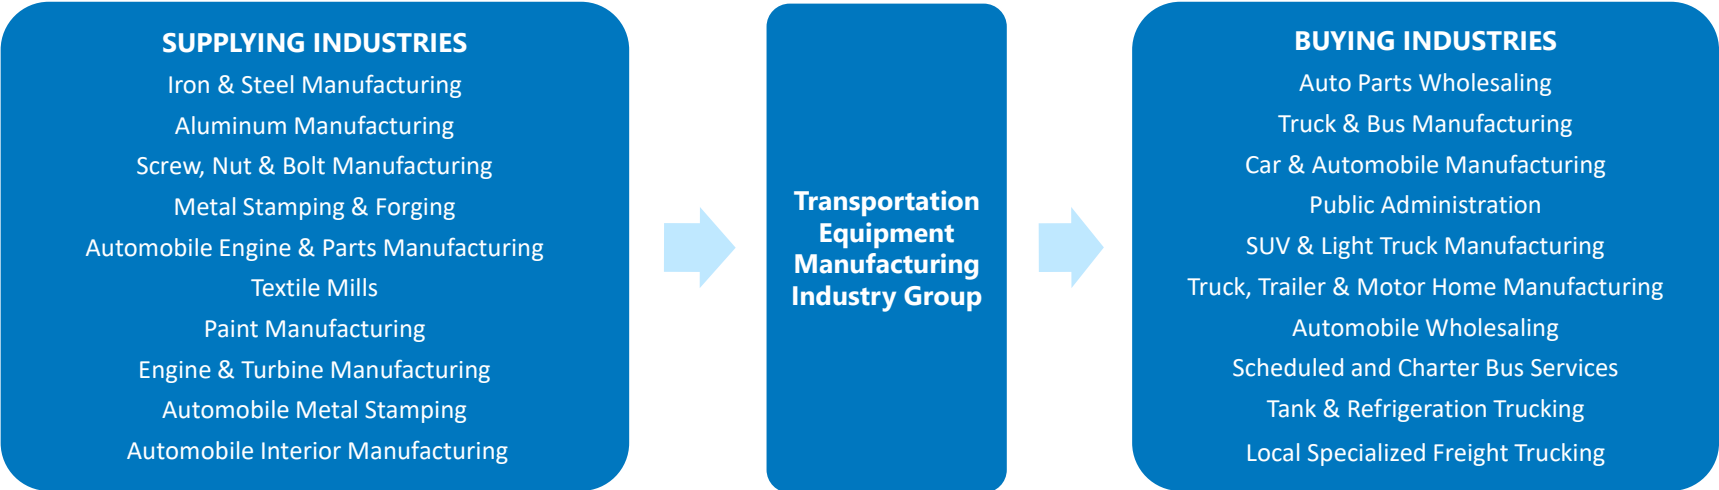 SUPPLYING INDUSTRIES
Iron & Steel Manufacturing
Aluminum Manufacturing
Screw, Nut & Bolt Manufacturing
Metal Stamping & Forging
Automobile Engine & Parts Manufacturing
Textile Mills
Paint Manufacturing
Engine & Turbine Manufacturing
Automobile Metal Stamping
Automobile Interior Manufacturing
Transportation
Equipment
Manufacturing
Industry Group
BUYING INDUSTRIES
Auto Parts Wholesaling
Truck & Bus Manufacturing
Car & Automobile Manufacturing
Public Administration
SUV & Light Truck Manufacturing
Truck, Trailer & Motor Home Manufacturing
Automobile Wholesaling
Scheduled and Charter Bus Services
Tank & Refrigeration Trucking
Local Specialized Freight Trucking